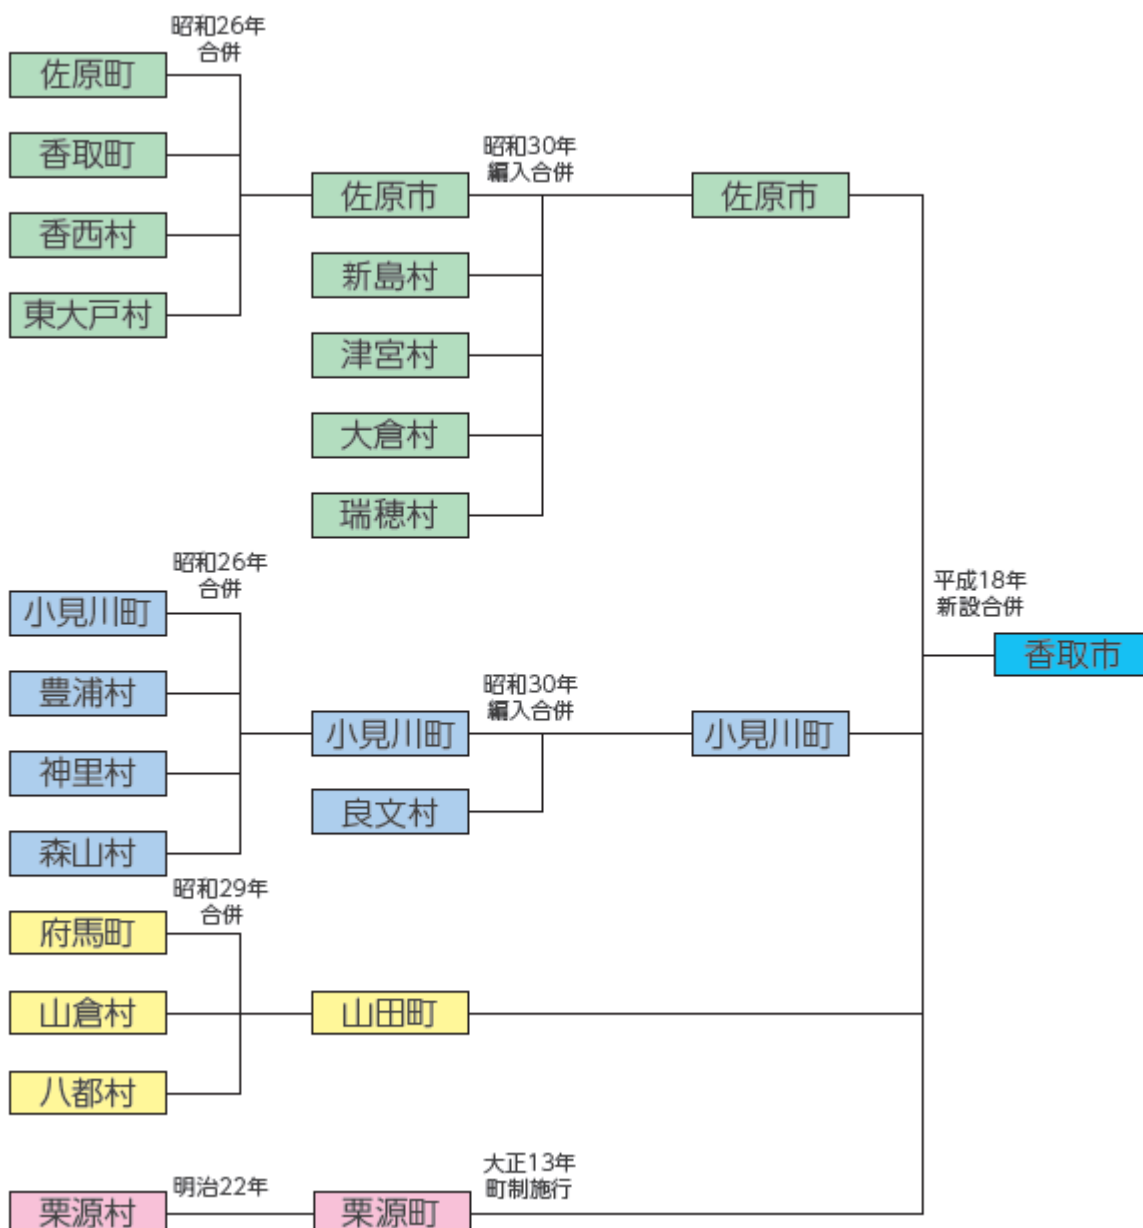 昭和26年
合併
佐原町
香取町
香西村
東大戸村
昭和30年
編入合併
佐原市
新島村
津宮村
大倉村
瑞穂村
佐原市
昭和26年
合併
小見川町
豊浦村
神里村
森山村
昭和30年
編入合併
小見川町
良文村
小見川町
昭和29年
合併
府馬町
山倉村
八都村
山田町
明治22年
栗源村
大正13年
町制施行
栗源町
平成18年
新設合併
香取市